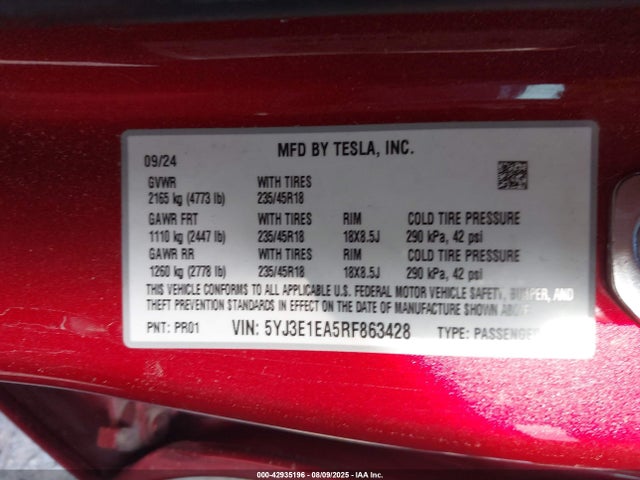 MFD BY TESLA, INC.
09/24
GVWR WITH TIRES
2165 kg (4773 lb) 235/45R18
GAWR FRT WITH TIRES RIM COLD TIRE PRESSURE
1110 kg (2447 lb) 235/45R18 18X8.5J 290 kPa, 42 psi
GAWR RR WITH TIRES RIM COLD TIRE PRESSURE
1260 kg (2778 lb) 235/45R18 18X8.5J 290 kPa, 42 psi
THIS VEHICLE CONFORMS TO ALL APPLICABLE U.S. FEDERAL MOTOR VEHICLE SAFETY, BUMPER, AND
THEFT PREVENTION STANDARDS IN EFFECT ON THE DATE OF MANUFACTURE SHOWN ABOVE.
PNT: PR01 VIN: 5YJ3E1EA5RF863428 TYPE: PASSENGER
000-42935196 - 08/09/2025 - IAA Inc.